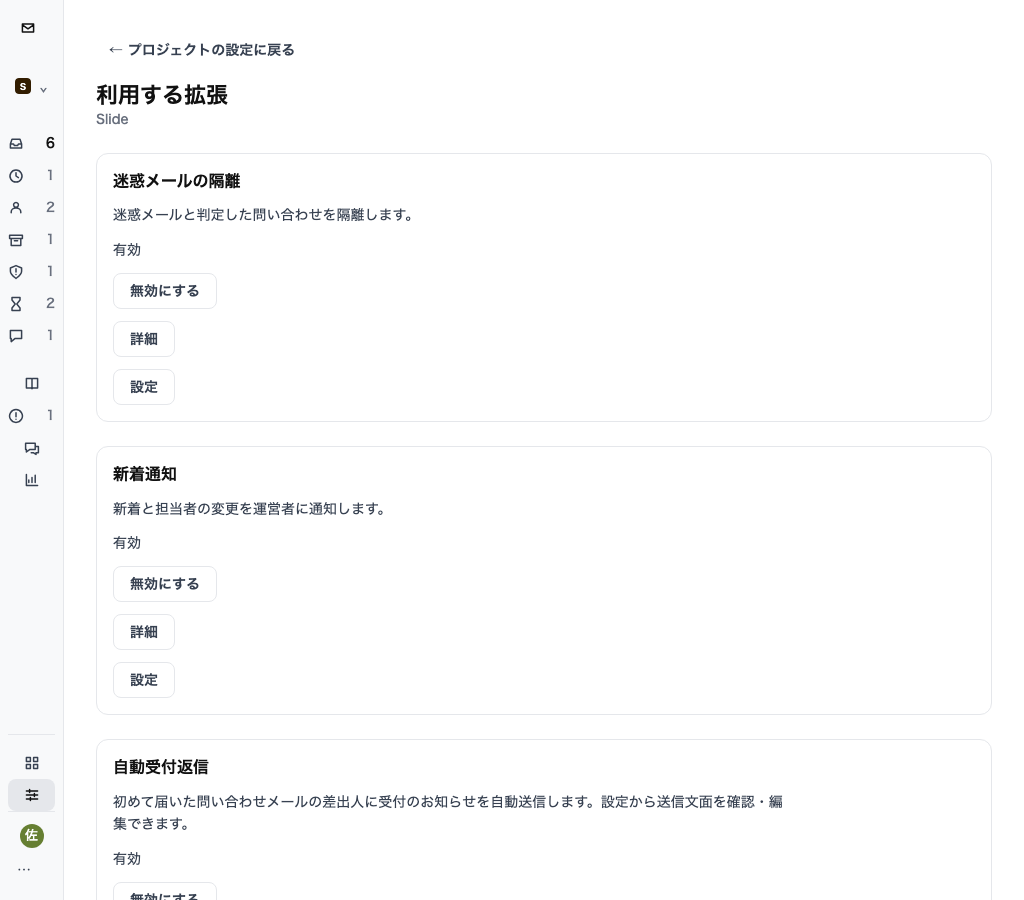 ← プロジェクトの設定に戻る
利用する拡張
Slide
S
6
1
2
1
1
2
1
1
迷惑メールの隔離
迷惑メールと判定した問い合わせを隔離します。
有効
無効にする
詳細
設定
新着通知
新着と担当者の変更を運営者に通知します。
有効
無効にする
詳細
設定
自動受付返信
初めて届いた問い合わせメールの差出人に受付のお知らせを自動送信します。設定から送信文面を確認・編
集できます。
有効
無効にする
佐
…